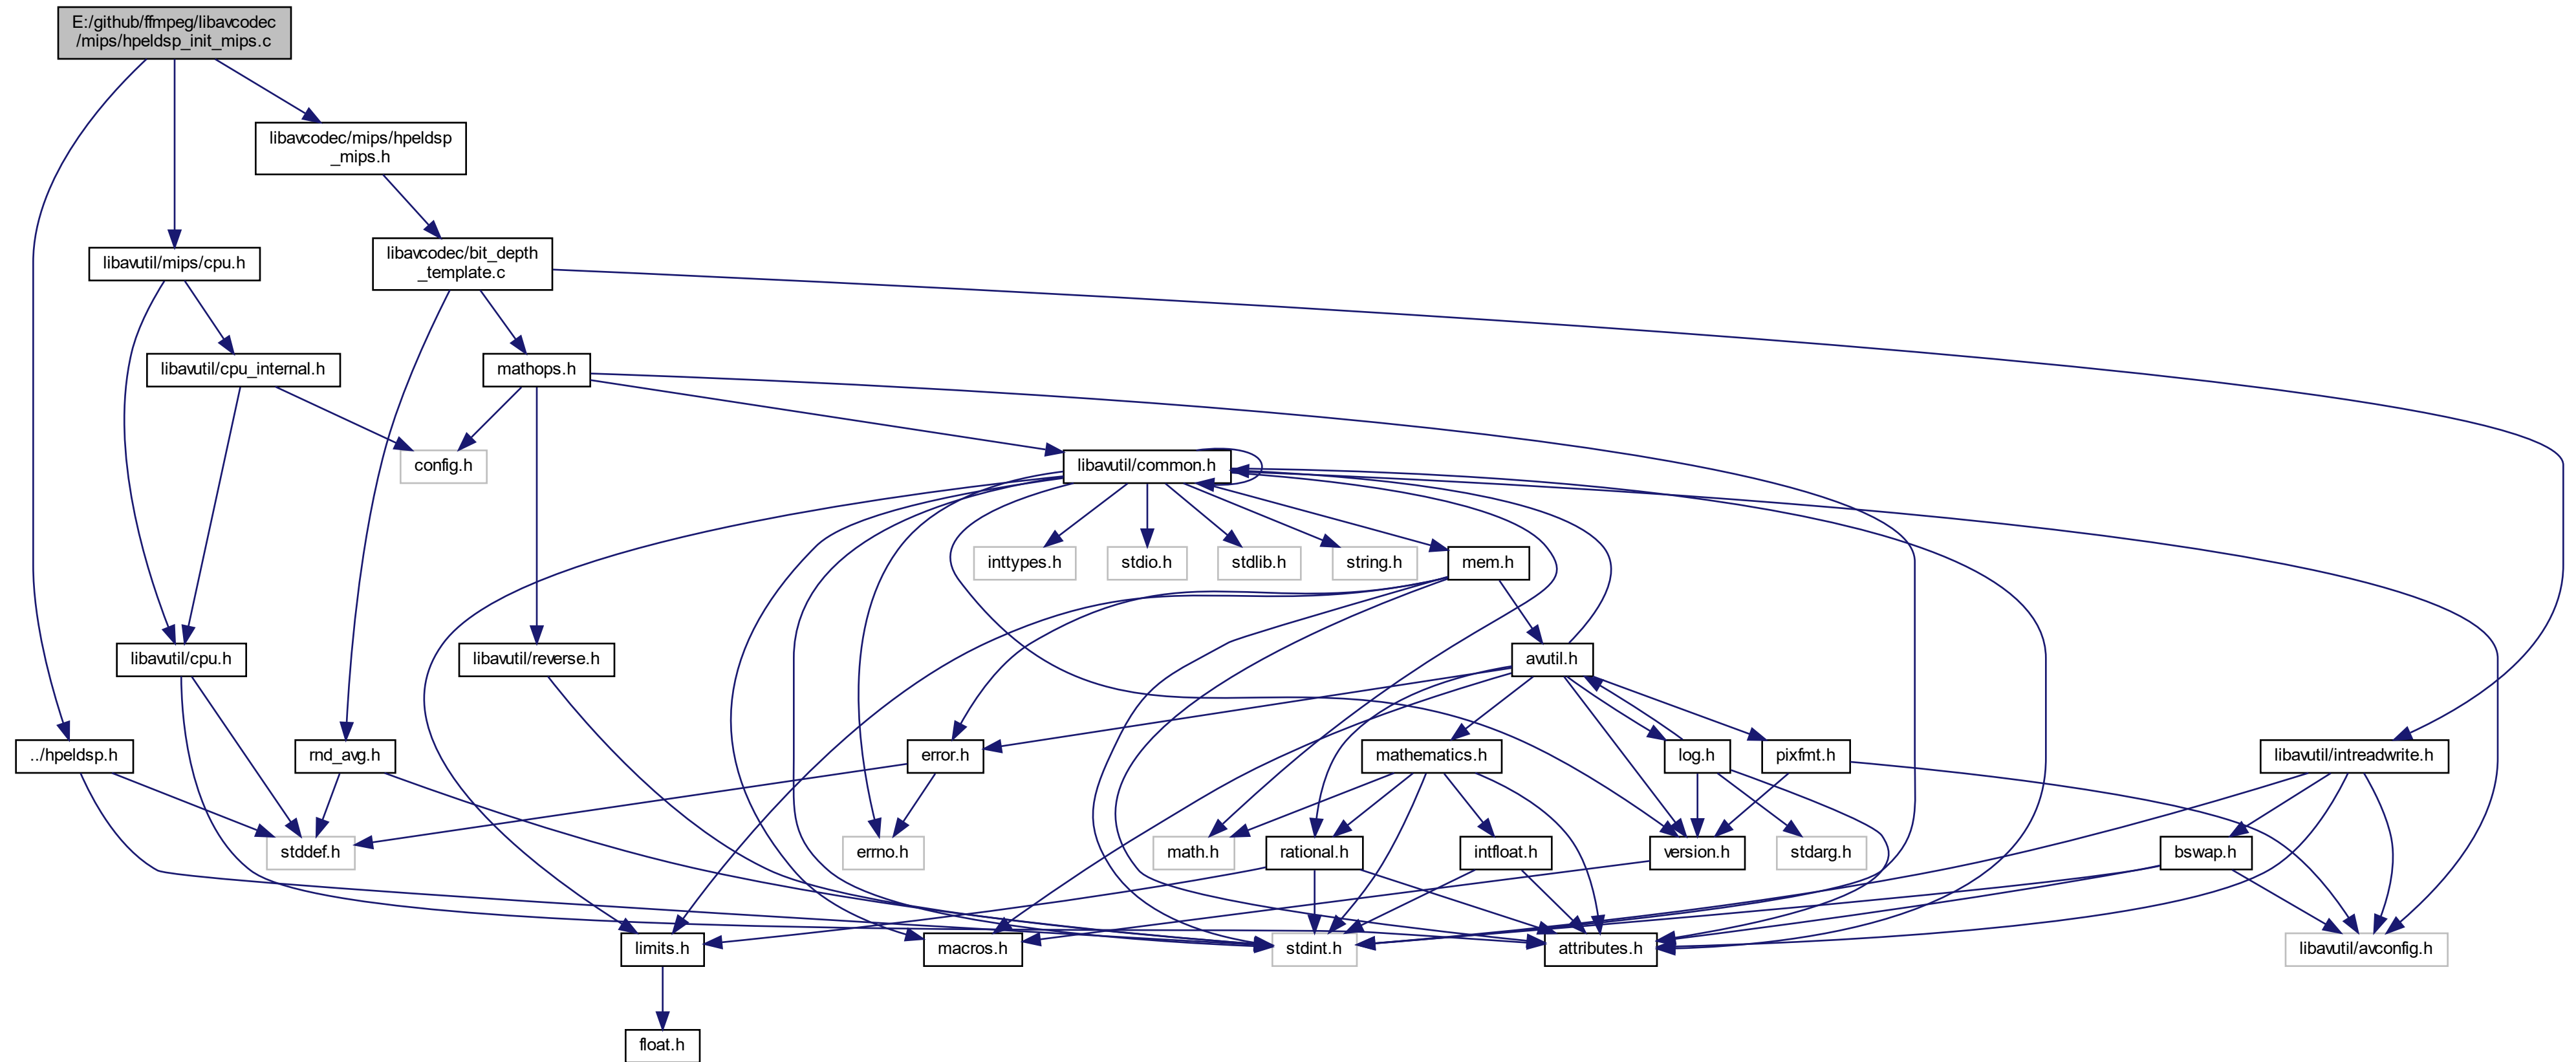 E:/github/ffmpeg/libavcodec
/mips/hpeldsp_init_mips.c
libavcodec/mips/hpeldsp
_mips.h
libavutil/mips/cpu.h
libavcodec/bit_depth
_template.c
libavutil/cpu_internal.h
mathops.h
config.h
libavutil/common.h
inttypes.h
stdio.h
stdlib.h
string.h
mem.h
libavutil/cpu.h
libavutil/reverse.h
avutil.h
../hpeldsp.h
rnd_avg.h
error.h
mathematics.h
log.h
pixfmt.h
libavutil/intreadwrite.h
stddef.h
errno.h
math.h
rational.h
intfloat.h
version.h
stdarg.h
bswap.h
limits.h
macros.h
stdint.h
attributes.h
libavutil/avconfig.h
float.h